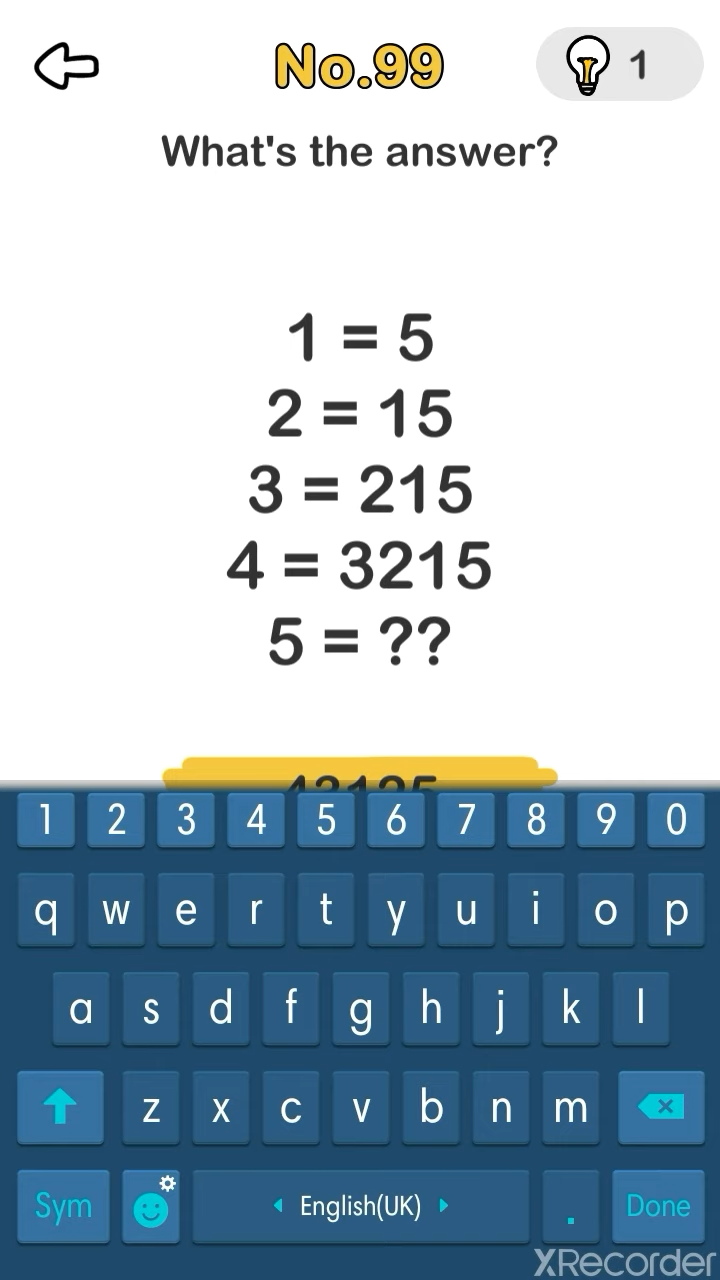 No.99
1
What's the answer?
1 = 5
2 = 15
3 = 215
4 = 3215
5 = ??
43125
1 2 3 4 5 6 7 8 9 0
q w e r t y u i o p
a s d f g h j k l
z x c v b n m
Sym English(UK) . Done
XRecorder